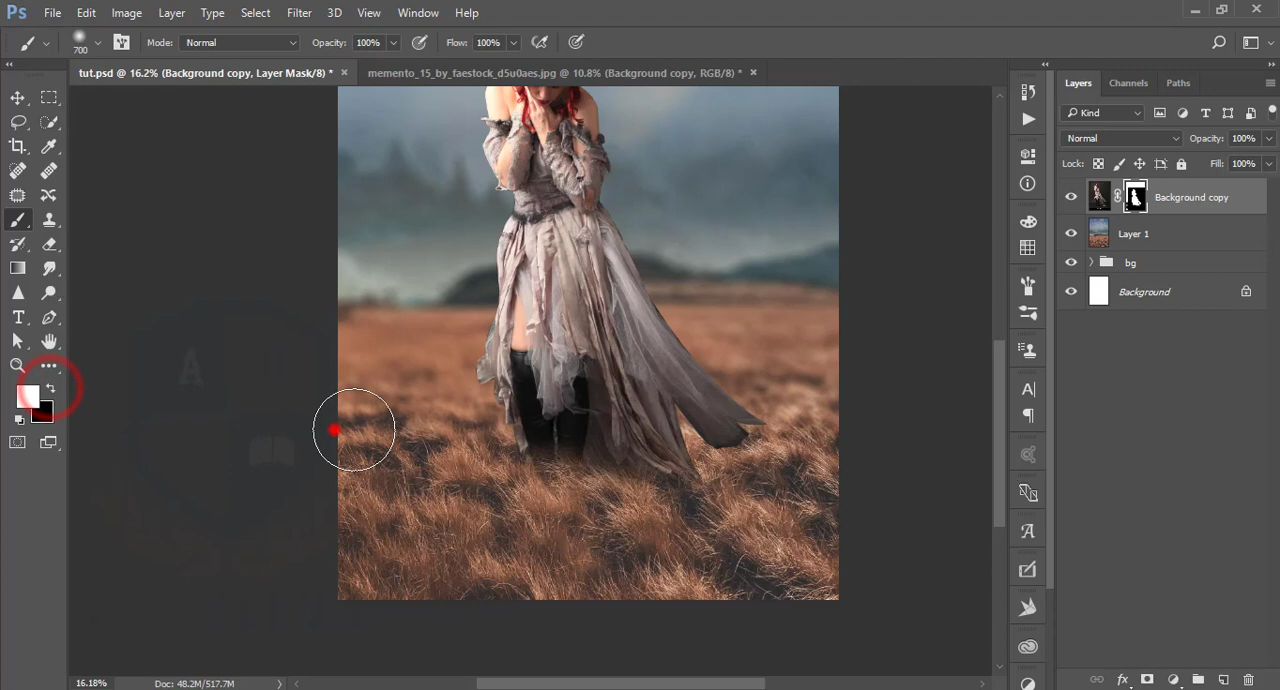 Ps File Edit Image Layer Type Select Filter 3D View Window Help
700 Mode: Normal Opacity: 100% Flow: 100%
tut.psd @ 16.2% (Background copy, Layer Mask/8) * × memento_15_by_faestock_d5u0aes.jpg @ 10.8% (Background copy, RGB/8) * ×
Layers Channels Paths
Kind
Normal Opacity: 100%
Lock: Fill: 100%
Background copy
Layer 1
bg
Background
A
16.18% Doc: 48.2M/517.7M
fx